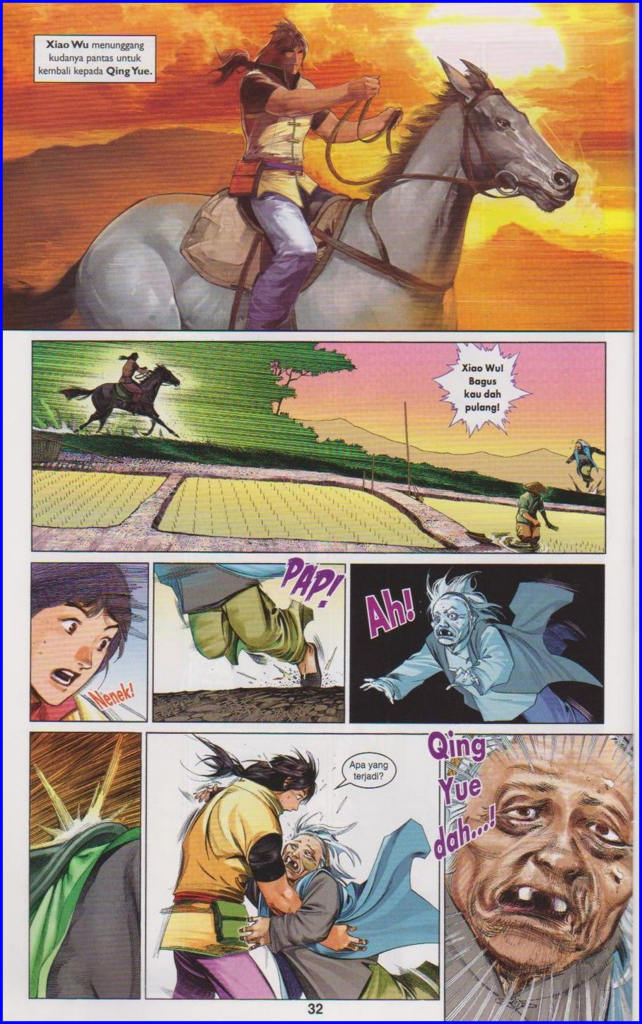 Xiao Wu menunggang
kudanya pantas untuk
kembali kepada Qing Yue.
Xiao Wu!
Bagus
kau dah
pulang!
Nenek!
PAP!
Ah!
Apa yang
terjadi?
Qing
Yue
dah...!
32